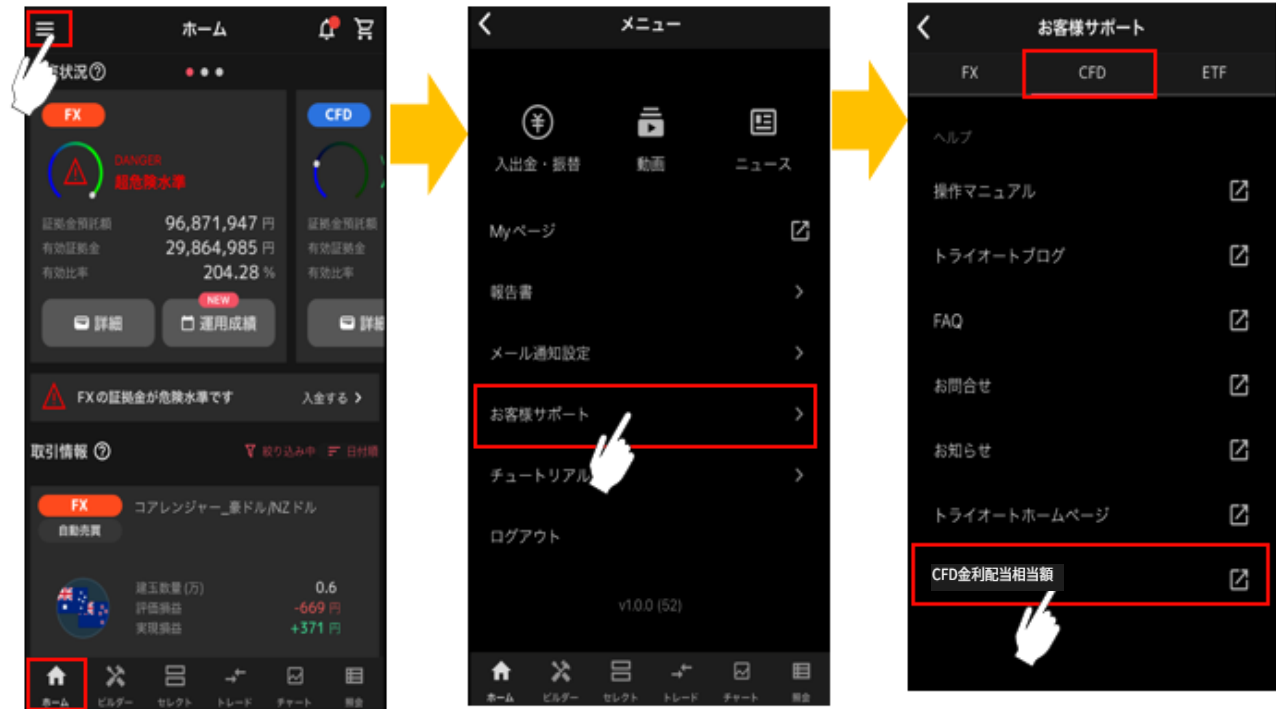 ホーム
状況?
FX
CFD
DANGER
超危険水準
証拠金預託額 96,871,947 円
有効証拠金 29,864,985 円
有効比率 204.28 %
証拠金預託額
有効証拠金
有効比率
NEW
詳細
運用成績
詳細
FXの証拠金が危険水準です
入金する >
取引情報 ?
絞り込み中
日付順
FX
コアレンジャー_豪ドル/NZドル
自動売買
建玉数量(万) 0.6
評価損益 -669 円
実現損益 +371 円
ホーム
ビルダー
セレクト
トレード
チャート
照会
メニュー
入出金・振替
動画
ニュース
Myページ
報告書
メール通知設定
お客様サポート
チュートリアル
ログアウト
v1.0.0 (52)
ホーム
ビルダー
セレクト
トレード
チャート
照会
お客様サポート
FX
CFD
ETF
ヘルプ
操作マニュアル
トライオートブログ
FAQ
お問合せ
お知らせ
トライオートホームページ
CFD金利配当相当額